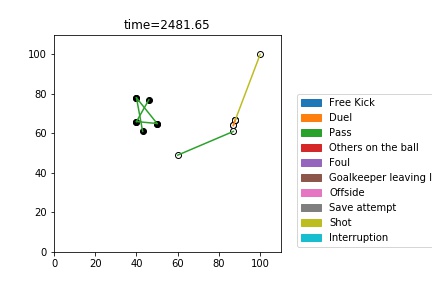 time=2481.65
100
80
60
40
20
0
0 20 40 60 80 100
Free Kick
Duel
Pass
Others on the ball
Foul
Goalkeeper leaving l
Offside
Save attempt
Shot
Interruption